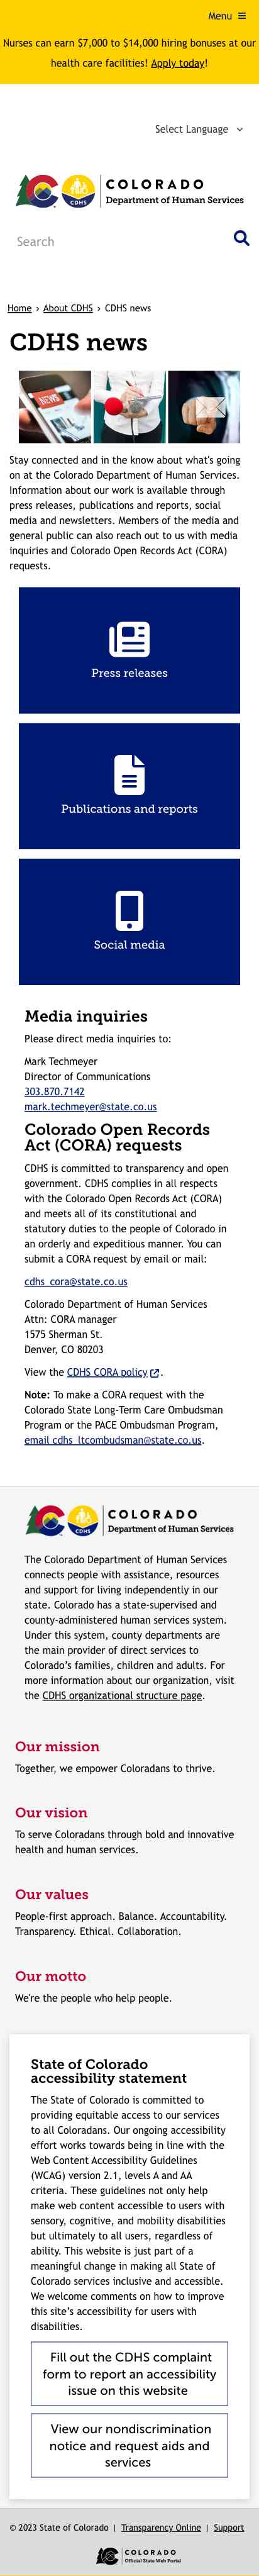 Menu
Nurses can earn $7,000 to $14,000 hiring bonuses at our
health care facilities! Apply today!
Select Language
CDHS
COLORADO
Department of Human Services
Search
Home › About CDHS › CDHS news
CDHS news
NEWS
Stay connected and in the know about what's going
on at the Colorado Department of Human Services.
Information about our work is available through
press releases, publications and reports, social
media and newsletters. Members of the media and
general public can also reach out to us with media
inquiries and Colorado Open Records Act (CORA)
requests.
Press releases
Publications and reports
Social media
Media inquiries
Please direct media inquiries to:
Mark Techmeyer
Director of Communications
303.870.7142
mark.techmeyer@state.co.us
Colorado Open Records
Act (CORA) requests
CDHS is committed to transparency and open
government. CDHS complies in all respects
with the Colorado Open Records Act (CORA)
and meets all of its constitutional and
statutory duties to the people of Colorado in
an orderly and expeditious manner. You can
submit a CORA request by email or mail:
cdhs_cora@state.co.us
Colorado Department of Human Services
Attn: CORA manager
1575 Sherman St.
Denver, CO 80203
View the CDHS CORA policy.
Note: To make a CORA request with the
Colorado State Long-Term Care Ombudsman
Program or the PACE Ombudsman Program,
email cdhs_ltcombudsman@state.co.us.
CDHS
COLORADO
Department of Human Services
The Colorado Department of Human Services
connects people with assistance, resources
and support for living independently in our
state. Colorado has a state-supervised and
county-administered human services system.
Under this system, county departments are
the main provider of direct services to
Colorado’s families, children and adults. For
more information about our organization, visit
the CDHS organizational structure page.
Our mission
Together, we empower Coloradans to thrive.
Our vision
To serve Coloradans through bold and innovative
health and human services.
Our values
People-first approach. Balance. Accountability.
Transparency. Ethical. Collaboration.
Our motto
We're the people who help people.
State of Colorado
accessibility statement
The State of Colorado is committed to
providing equitable access to our services
to all Coloradans. Our ongoing accessibility
effort works towards being in line with the
Web Content Accessibility Guidelines
(WCAG) version 2.1, levels A and AA
criteria. These guidelines not only help
make web content accessible to users with
sensory, cognitive, and mobility disabilities
but ultimately to all users, regardless of
ability. This website is just part of a
meaningful change in making all State of
Colorado services inclusive and accessible.
We welcome comments on how to improve
this site’s accessibility for users with
disabilities.
Fill out the CDHS complaint
form to report an accessibility
issue on this website
View our nondiscrimination
notice and request aids and
services
© 2023 State of Colorado | Transparency Online | Support
COLORADO
Official State Web Portal